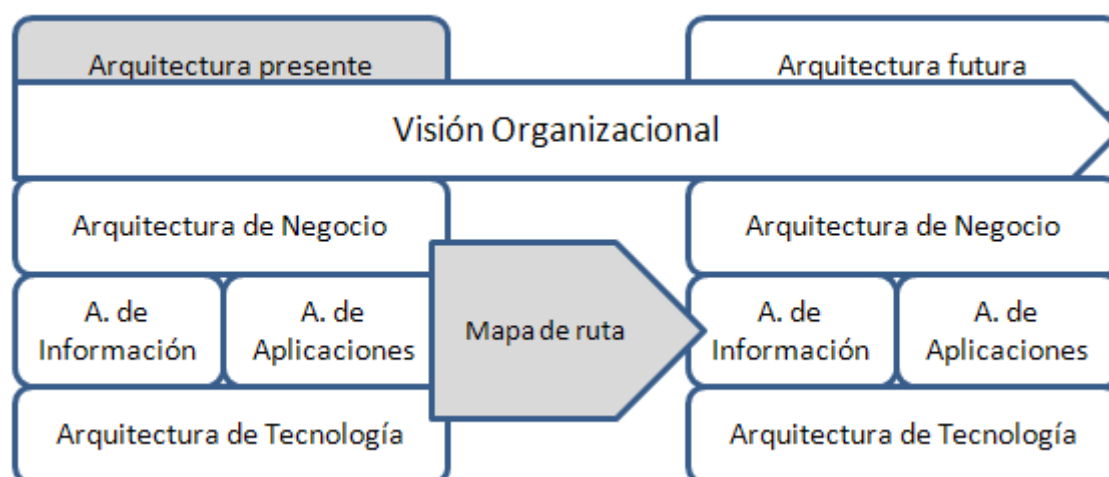 Arquitectura presente
Arquitectura futura
Visión Organizacional
Arquitectura de Negocio
Arquitectura de Negocio
A. de
Información
A. de
Aplicaciones
Mapa de ruta
A. de
Información
A. de
Aplicaciones
Arquitectura de Tecnología
Arquitectura de Tecnología